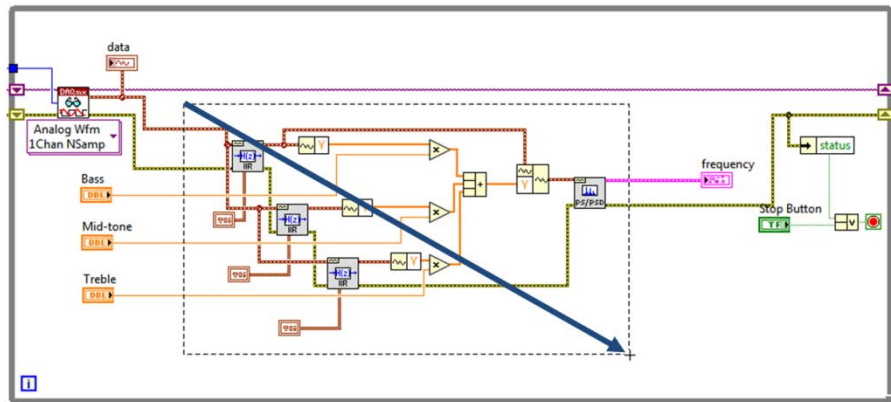 data
DAQmx
Analog Wfm
1Chan NSamp
Bass
DBL
Mid-tone
DBL
Treble
DBL
H(z)
IIR
H(z)
IIR
H(z)
IIR
Y
Y
Y
Y
PS/PSD
frequency
status
Stop Button
TF
V
i